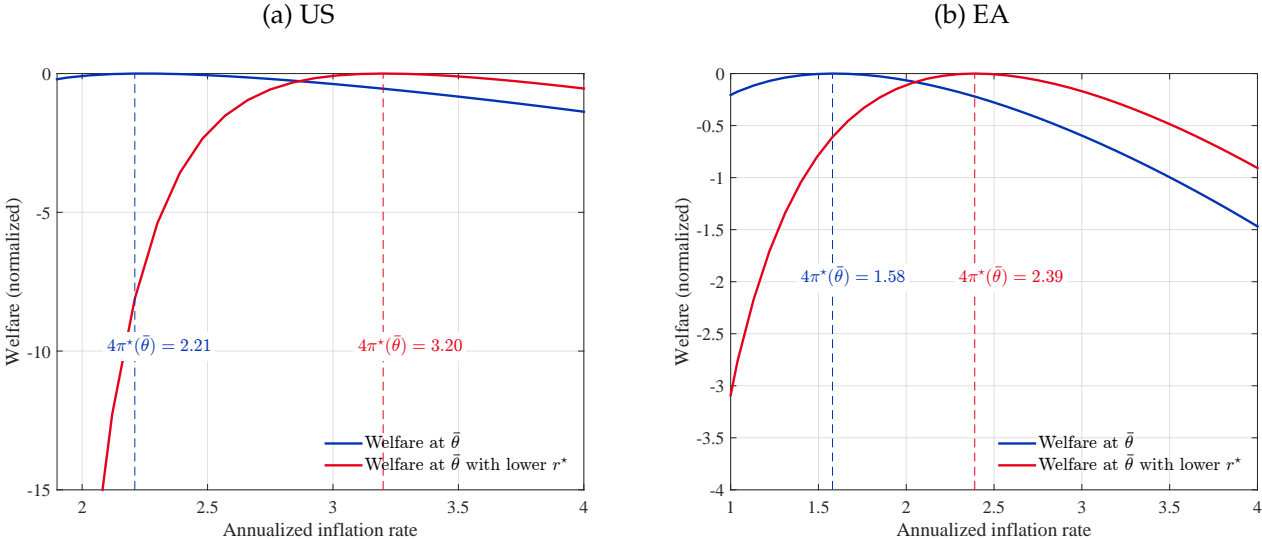 (a) US
0
-5
-10
-15
Welfare (normalized)
4π⋆(θ̄) = 2.21
4π⋆(θ̄) = 3.20
Welfare at θ̄
Welfare at θ̄ with lower r⋆
2
2.5
3
3.5
4
Annualized inflation rate
(b) EA
0
-0.5
-1
-1.5
-2
-2.5
-3
-3.5
-4
Welfare (normalized)
4π⋆(θ̄) = 1.58
4π⋆(θ̄) = 2.39
Welfare at θ̄
Welfare at θ̄ with lower r⋆
1
1.5
2
2.5
3
3.5
4
Annualized inflation rate